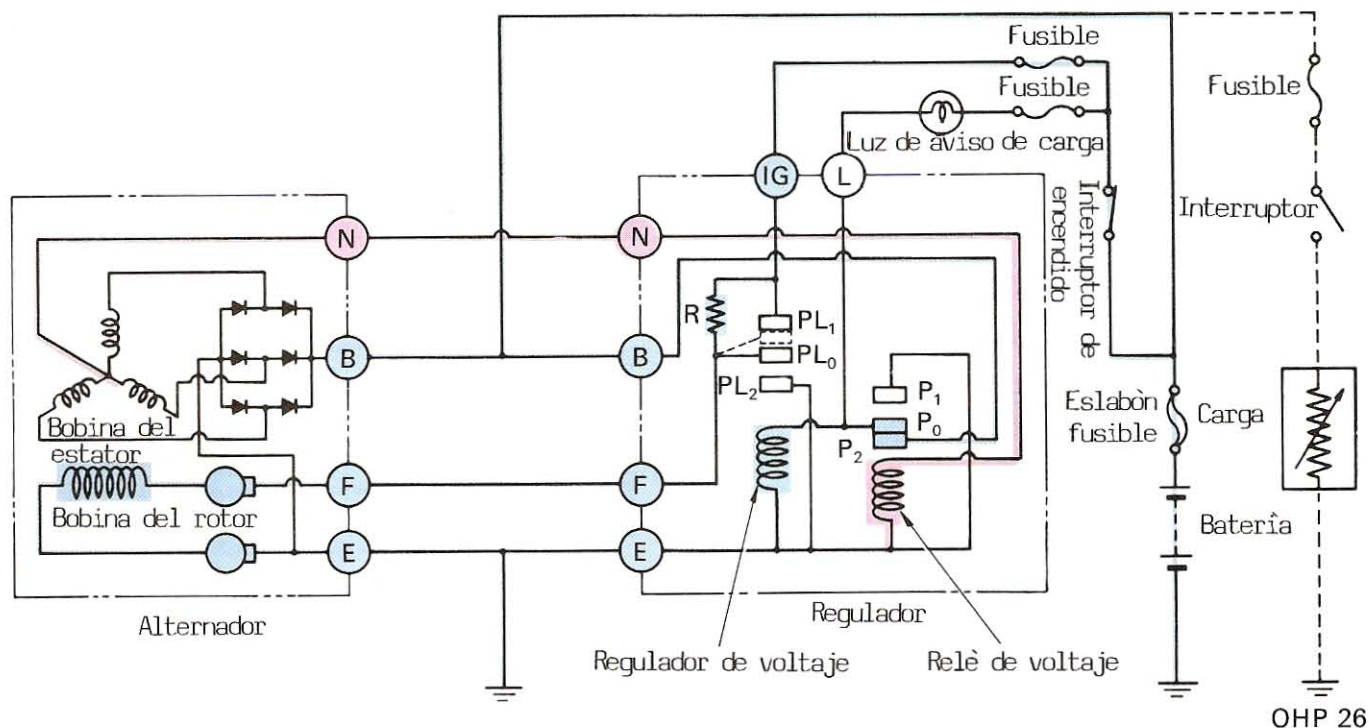 Fusible
Fusible
Fusible
Luz de aviso de carga
IG
L
Interruptor de
encendido
Interruptor
N
N
R
PL1
PL0
PL2
B
B
P1
P0
P2
Bobina del
estator
Eslabòn
fusible
Carga
F
F
Bobina del rotor
Baterîa
E
E
Alternador
Regulador
Regulador de voltaje
Relè de voltaje
OHP 26